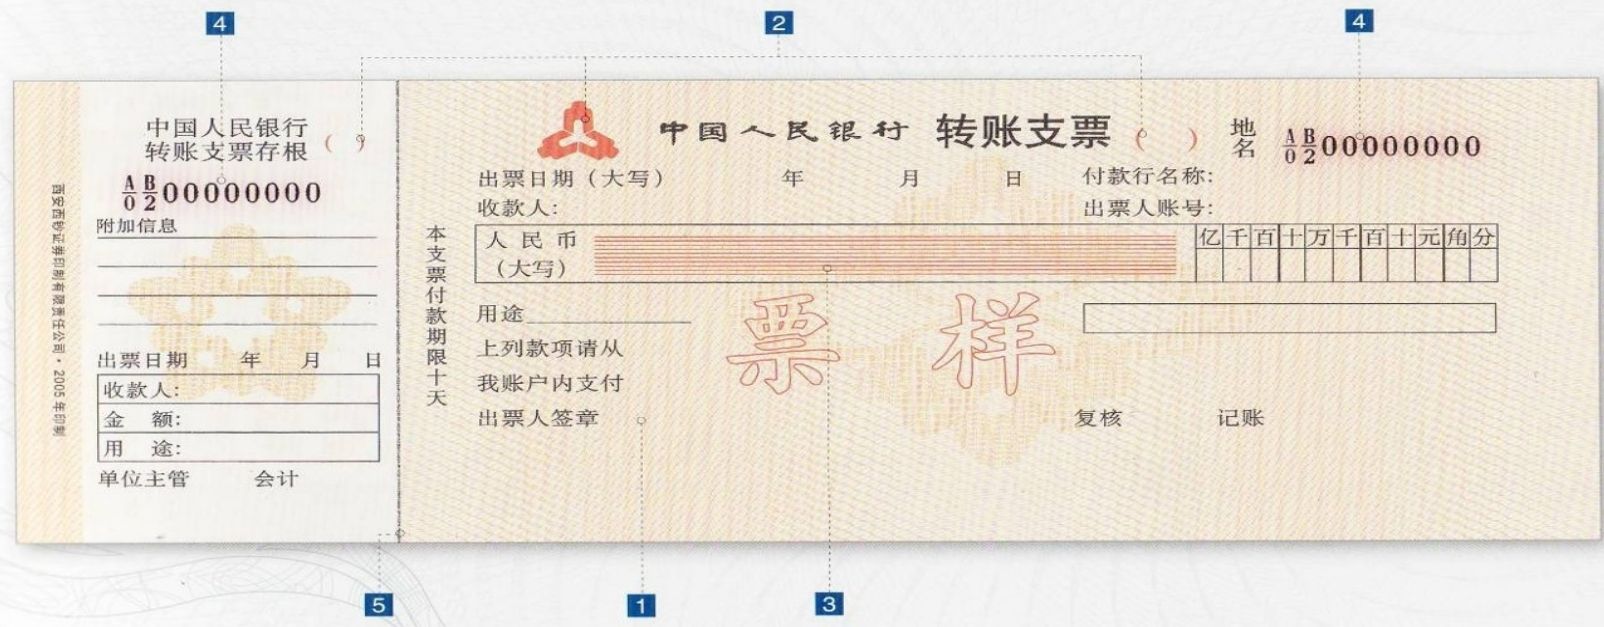 4
2
4
中国人民银行
转账支票存根 ( )
A B
0 2 00000000
附加信息
出票日期 年 月 日
收款人:
金 额:
用 途:
单位主管 会计
西安西钞证券印制有限责任公司·2005年印制
本支票付款期限十天
中国人民银行 转账支票 ( ) 地名 A B
0 2 00000000
出票日期(大写) 年 月 日 付款行名称:
收款人: 出票人账号:
人民币 亿千百十万千百十元角分
(大写)
用途
上列款项请从
我账户内支付
出票人签章 复核 记账
票样
5
1
3